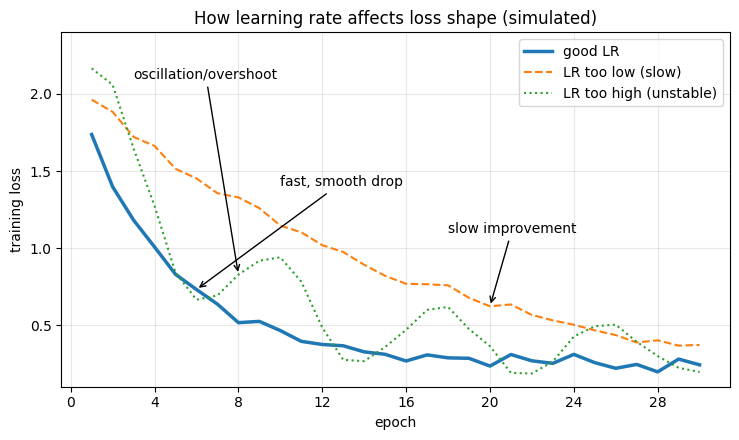 How learning rate affects loss shape (simulated)
good LR
LR too low (slow)
LR too high (unstable)
oscillation/overshoot
fast, smooth drop
slow improvement
training loss
2.0
1.5
1.0
0.5
0 4 8 12 16 20 24 28
epoch